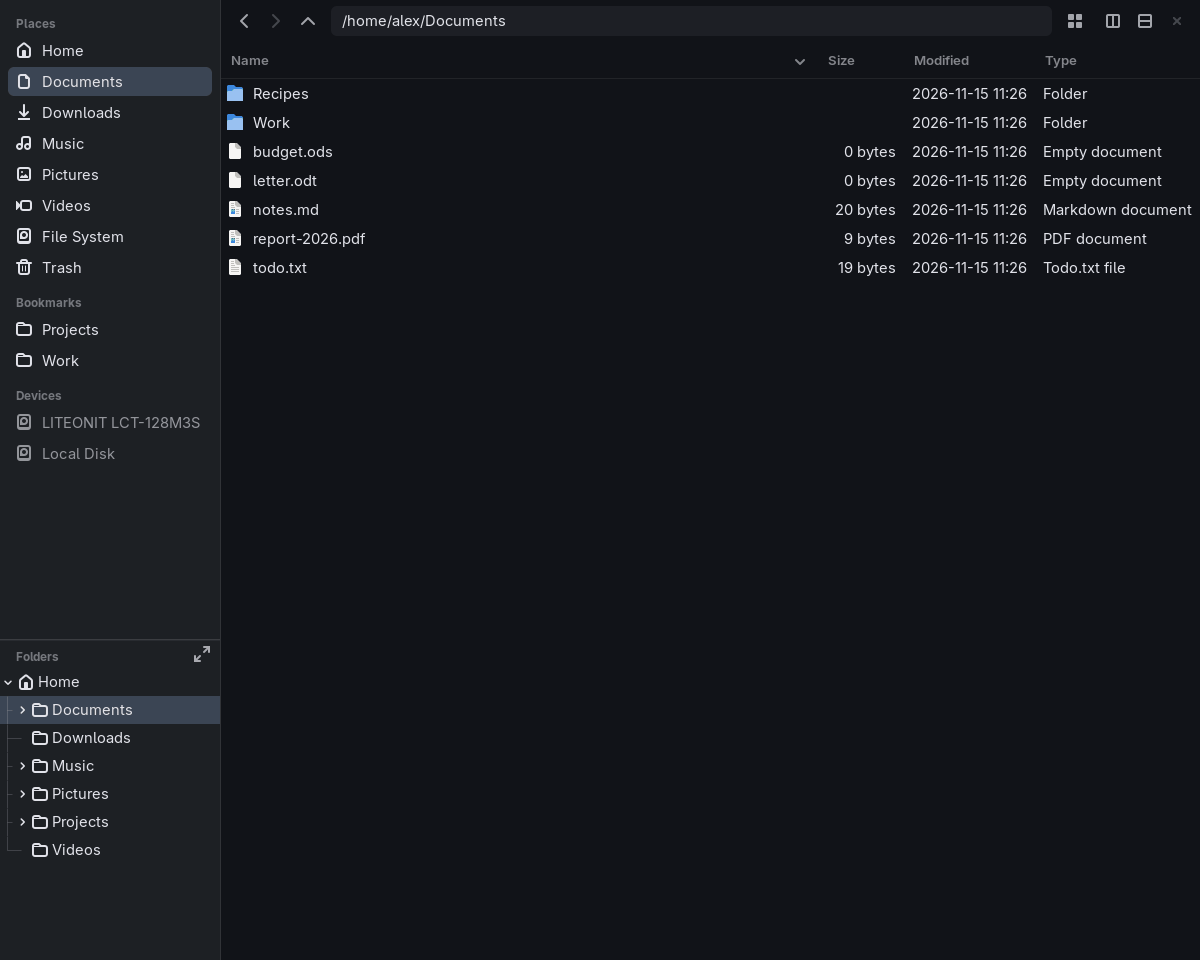 Places
Home
Documents
Downloads
Music
Pictures
Videos
File System
Trash
Bookmarks
Projects
Work
Devices
LITEONIT LCT-128M3S
Local Disk
Folders
Home
Documents
Downloads
Music
Pictures
Projects
Videos
/home/alex/Documents
Name Size Modified Type
Recipes 2026-11-15 11:26 Folder
Work 2026-11-15 11:26 Folder
budget.ods 0 bytes 2026-11-15 11:26 Empty document
letter.odt 0 bytes 2026-11-15 11:26 Empty document
notes.md 20 bytes 2026-11-15 11:26 Markdown document
report-2026.pdf 9 bytes 2026-11-15 11:26 PDF document
todo.txt 19 bytes 2026-11-15 11:26 Todo.txt file